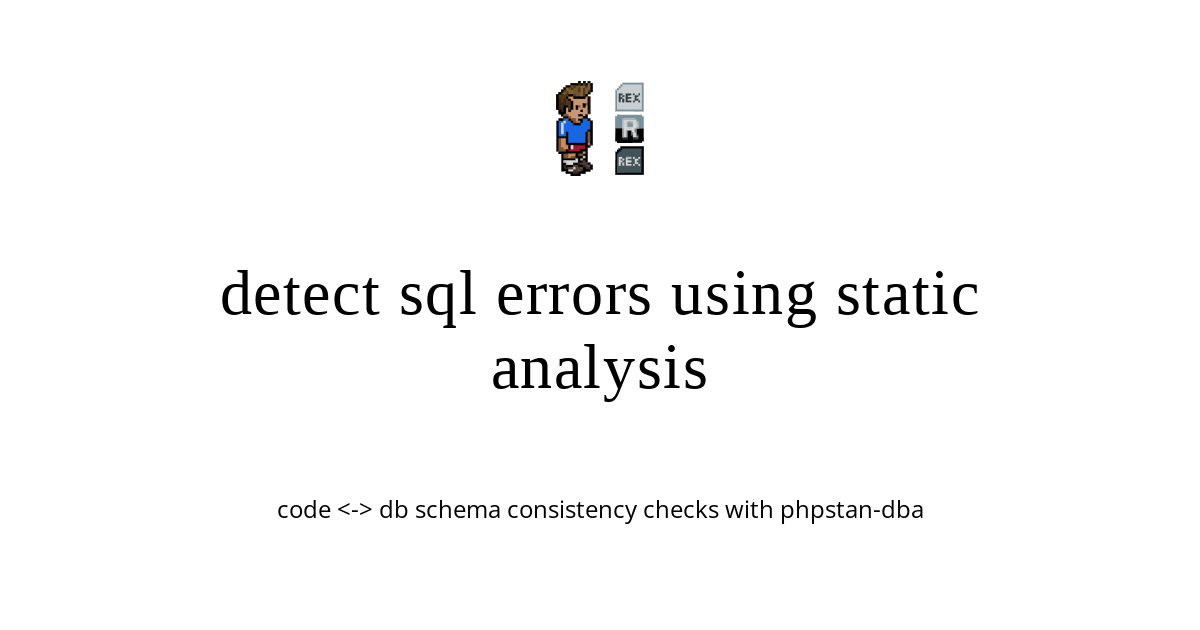 REX
R
REX
detect sql errors using static
analysis
code <-> db schema consistency checks with phpstan-dba